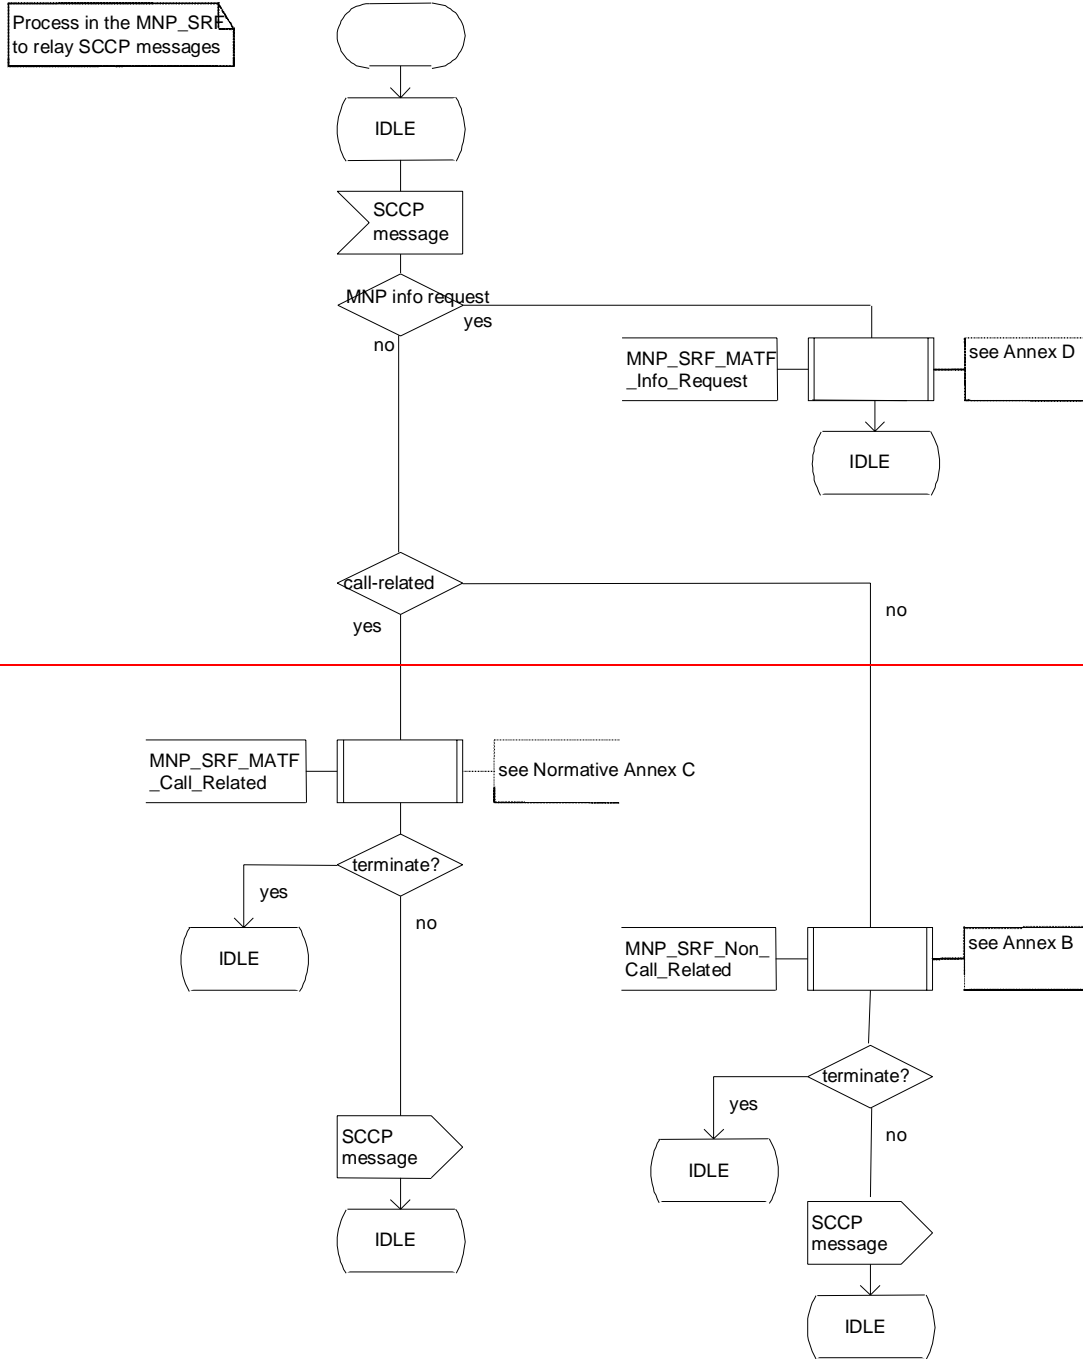 Process in the MNP_SRF
to relay SCCP messages
IDLE
SCCP
message
MNP info request
yes
no
MNP_SRF_MATF
_Info_Request
see Annex D
IDLE
call-related
no
yes
MNP_SRF_MATF
_Call_Related
see Normative Annex C
terminate?
yes
no
IDLE
MNP_SRF_Non_
Call_Related
see Annex B
terminate?
yes
no
IDLE
SCCP
message
IDLE
SCCP
message
IDLE